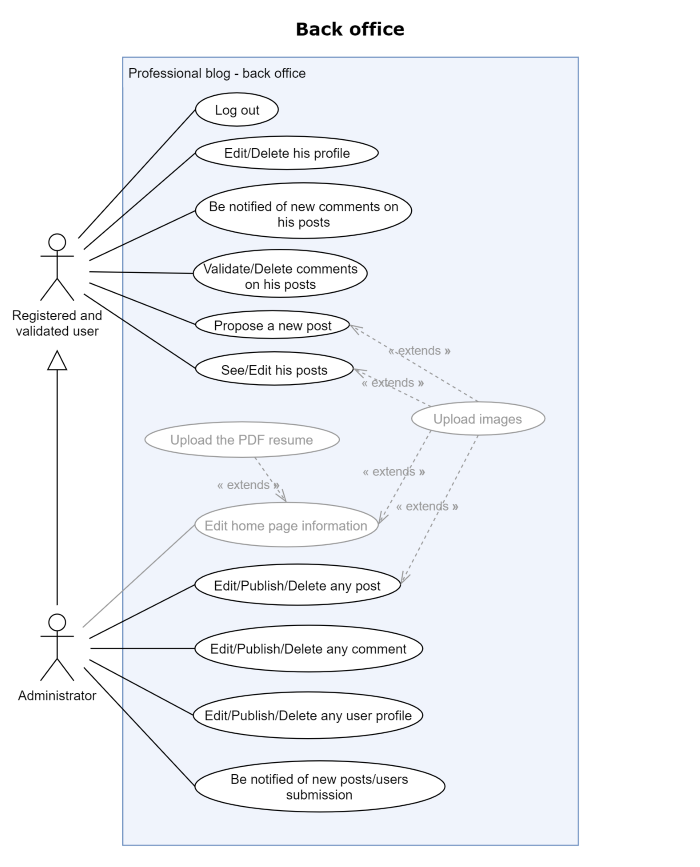 Back office
Professional blog - back office
Log out
Edit/Delete his profile
Be notified of new comments on
his posts
Validate/Delete comments
on his posts
Registered and
validated user
Propose a new post
« extends »
See/Edit his posts
« extends »
Upload images
Upload the PDF resume
« extends »
« extends »
« extends »
Edit home page information
Edit/Publish/Delete any post
Edit/Publish/Delete any comment
Administrator
Edit/Publish/Delete any user profile
Be notified of new posts/users
submission